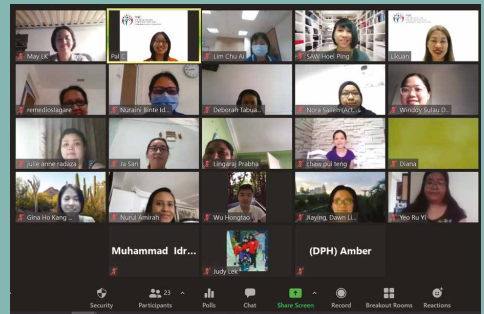 May LK
Pal C
Lim Chu Ai
SAW Hoei Ping
Likuan
remedioslagare
Nuraini Binte Id...
Deborah Tabua...
Nora Salleh(Art...
Windoy Sulau D...
julie anne radaza
Ja San
Lingaraj Prabha
chaw pui teng
Diana
Gina Ho Kang ...
Nurul Amirah
Wu Hongtao
Jiaying, Dawn Li...
Yeo Ru Yi
Muhammad Idr...
Judy Lek
(DPH) Amber
Security
Participants
23
Polls
Chat
Share Screen
Record
Breakout Rooms
Reactions